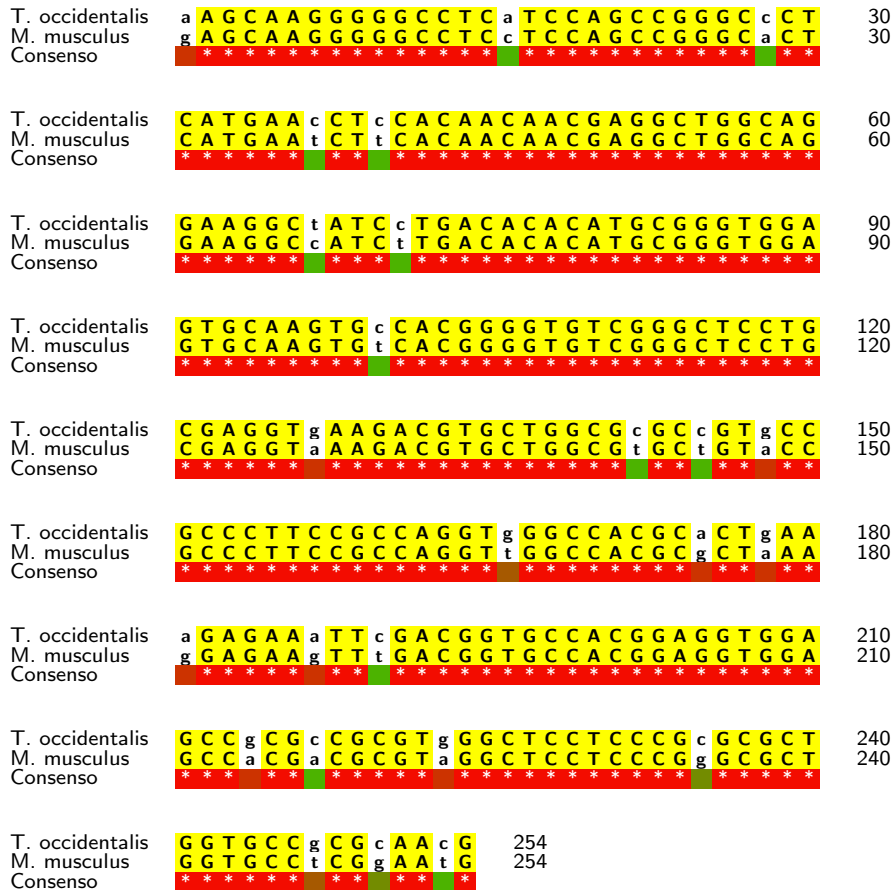 T. occidentalis a A G C A A G G G G G C C T C a T C C A G C C G G G C c C T 30
M. musculus g A G C A A G G G G G C C T C c T C C A G C C G G G C a C T 30
Consenso * * * * * * * * * * * * * * * * * * * * * * * * * * *
T. occidentalis C A T G A A c C T c C A C A A C A A C G A G G C T G G C A G 60
M. musculus C A T G A A t C T t C A C A A C A A C G A G G C T G G C A G 60
Consenso * * * * * * * * * * * * * * * * * * * * * * * * * * * *
T. occidentalis G A A G G C t A T C c T G A C A C A C A T G C G G G T G G A 90
M. musculus G A A G G C c A T C t T G A C A C A C A T G C G G G T G G A 90
Consenso * * * * * * * * * * * * * * * * * * * * * * * * * * * *
T. occidentalis G T G C A A G T G c C A C G G G G T G T C G G G C T C C T G 120
M. musculus G T G C A A G T G t C A C G G G G T G T C G G G C T C C T G 120
Consenso * * * * * * * * * * * * * * * * * * * * * * * * * * * * *
T. occidentalis C G A G G T g A A G A C G T G C T G G C G c G C c G T g C C 150
M. musculus C G A G G T a A A G A C G T G C T G G C G t G C t G T a C C 150
Consenso * * * * * * * * * * * * * * * * * * * * * * * * * *
T. occidentalis G C C C T T C C G C C A G G T g G G C C A C G C a C T g A A 180
M. musculus G C C C T T C C G C C A G G T t G G C C A C G C g C T a A A 180
Consenso * * * * * * * * * * * * * * * * * * * * * * * * * * *
T. occidentalis a G A G A A a T T c G A C G G T G C C A C G G A G G T G G A 210
M. musculus g G A G A A g T T t G A C G G T G C C A C G G A G G T G G A 210
Consenso * * * * * * * * * * * * * * * * * * * * * * * * * * *
T. occidentalis G C C g C G c C G C G T g G G C T C C T C C C G c G C G C T 240
M. musculus G C C a C G a C G C G T a G G C T C C T C C C G g G C G C T 240
Consenso * * * * * * * * * * * * * * * * * * * * * * * * * *
T. occidentalis G G T G C C g C G c A A c G 254
M. musculus G G T G C C t C G g A A t G 254
Consenso * * * * * * * * * * *